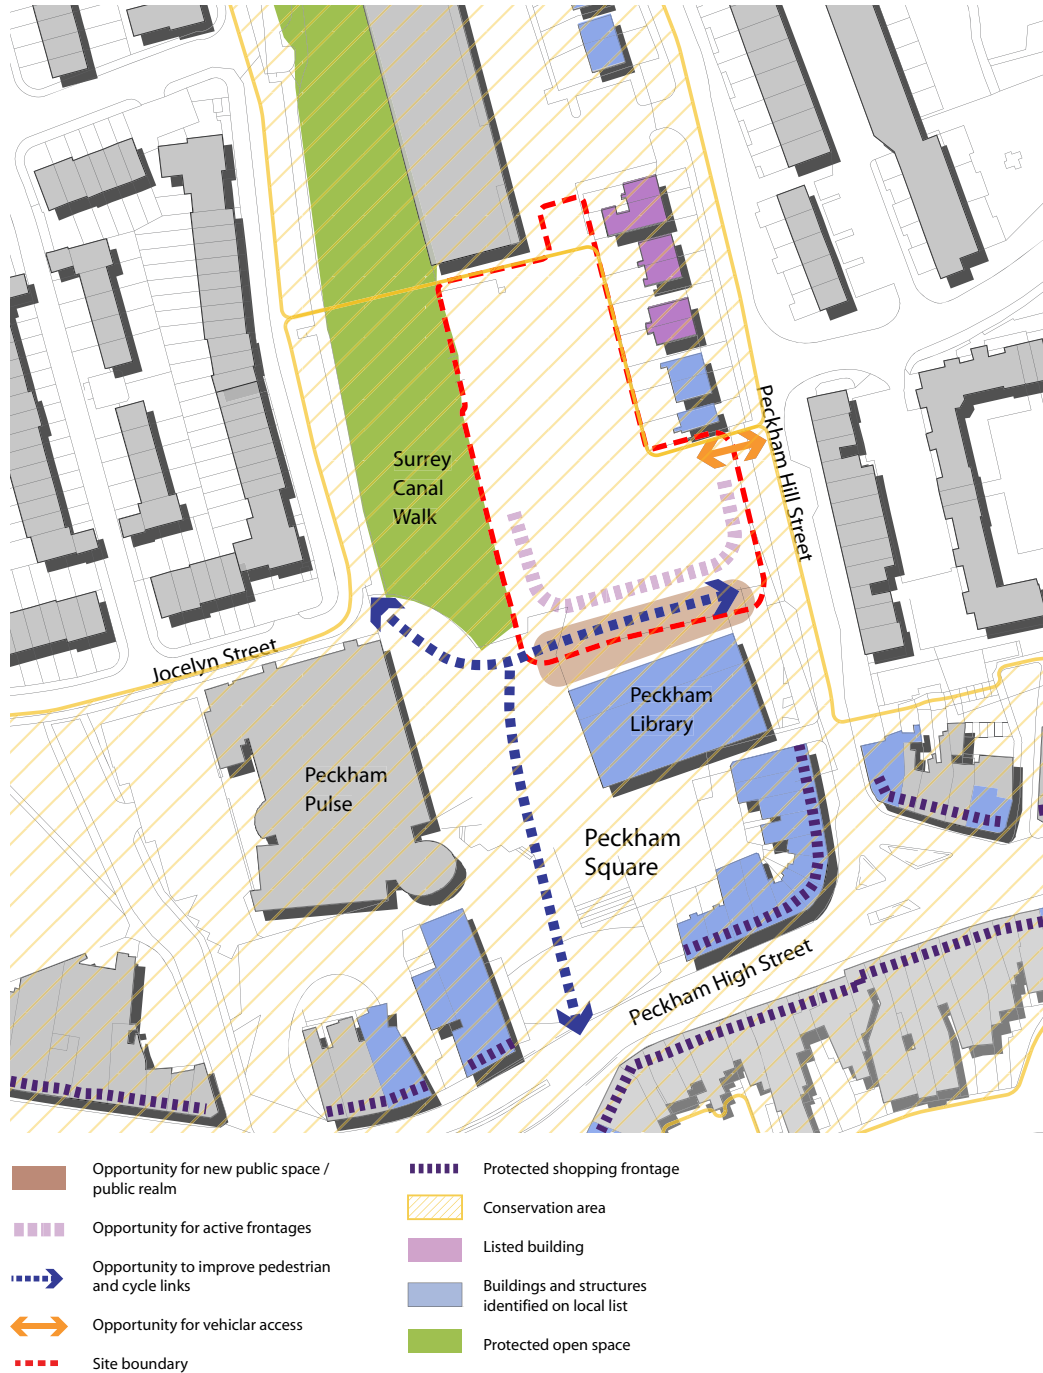 Surrey
Canal
Walk
Peckham Hill Street
Jocelyn Street
Peckham
Library
Peckham
Pulse
Peckham
Square
Peckham High Street
Opportunity for new public space /
public realm
Opportunity for active frontages
Opportunity to improve pedestrian
and cycle links
Opportunity for vehiclar access
Site boundary
Protected shopping frontage
Conservation area
Listed building
Buildings and structures
identified on local list
Protected open space